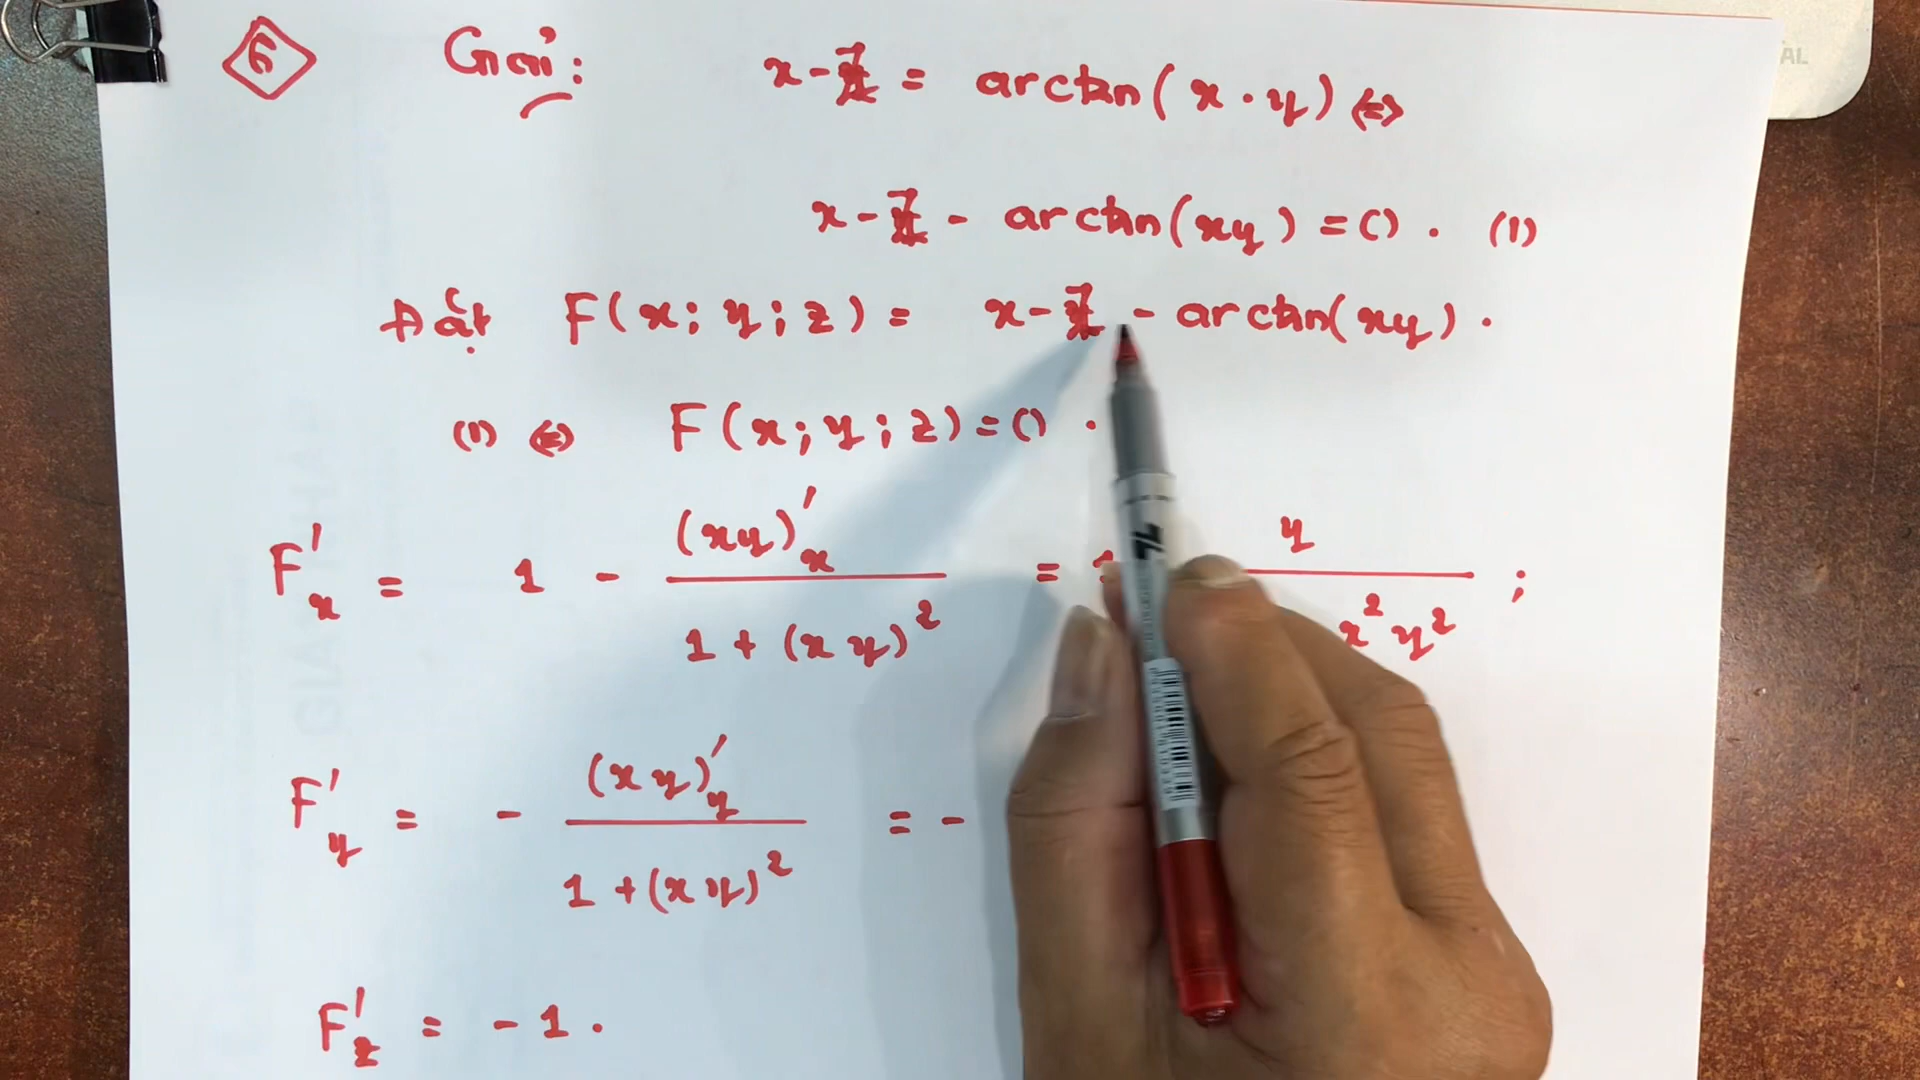 6 Giải: x - z = arctan(x·y) ⇔
x - z - arctan(xy) = 0. (1)
Đặt F(x; y; z) = x - z - arctan(xy).
(1) ⇔ F(x; y; z) = 0.
F'x = 1 - (xy)'x / (1 + (xy)²) = y / x²y² ;
F'y = - (xy)'y / (1 + (xy)²) = -
F'z = -1.
AL